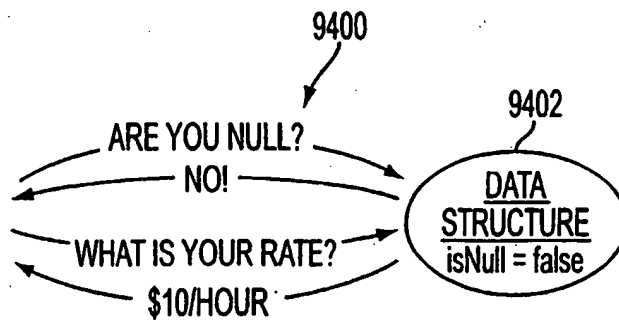 9400
9402
ARE YOU NULL?
NO!
WHAT IS YOUR RATE?
$10/HOUR
DATA
STRUCTURE
isNull = false